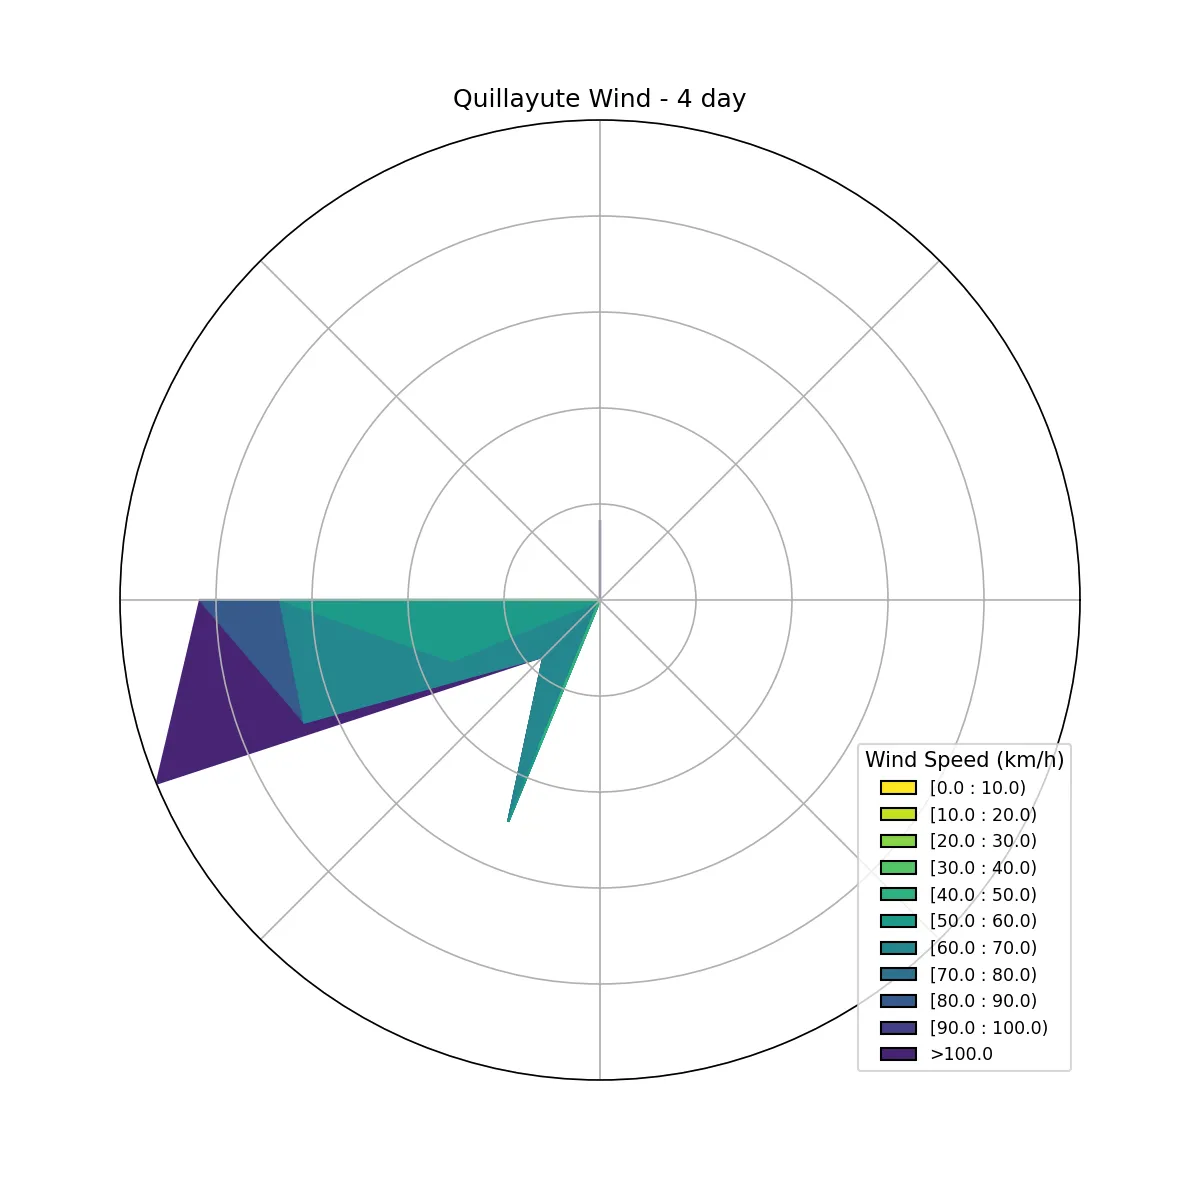 Quillayute Wind - 4 day
Wind Speed (km/h)
[0.0 : 10.0)
[10.0 : 20.0)
[20.0 : 30.0)
[30.0 : 40.0)
[40.0 : 50.0)
[50.0 : 60.0)
[60.0 : 70.0)
[70.0 : 80.0)
[80.0 : 90.0)
[90.0 : 100.0)
>100.0